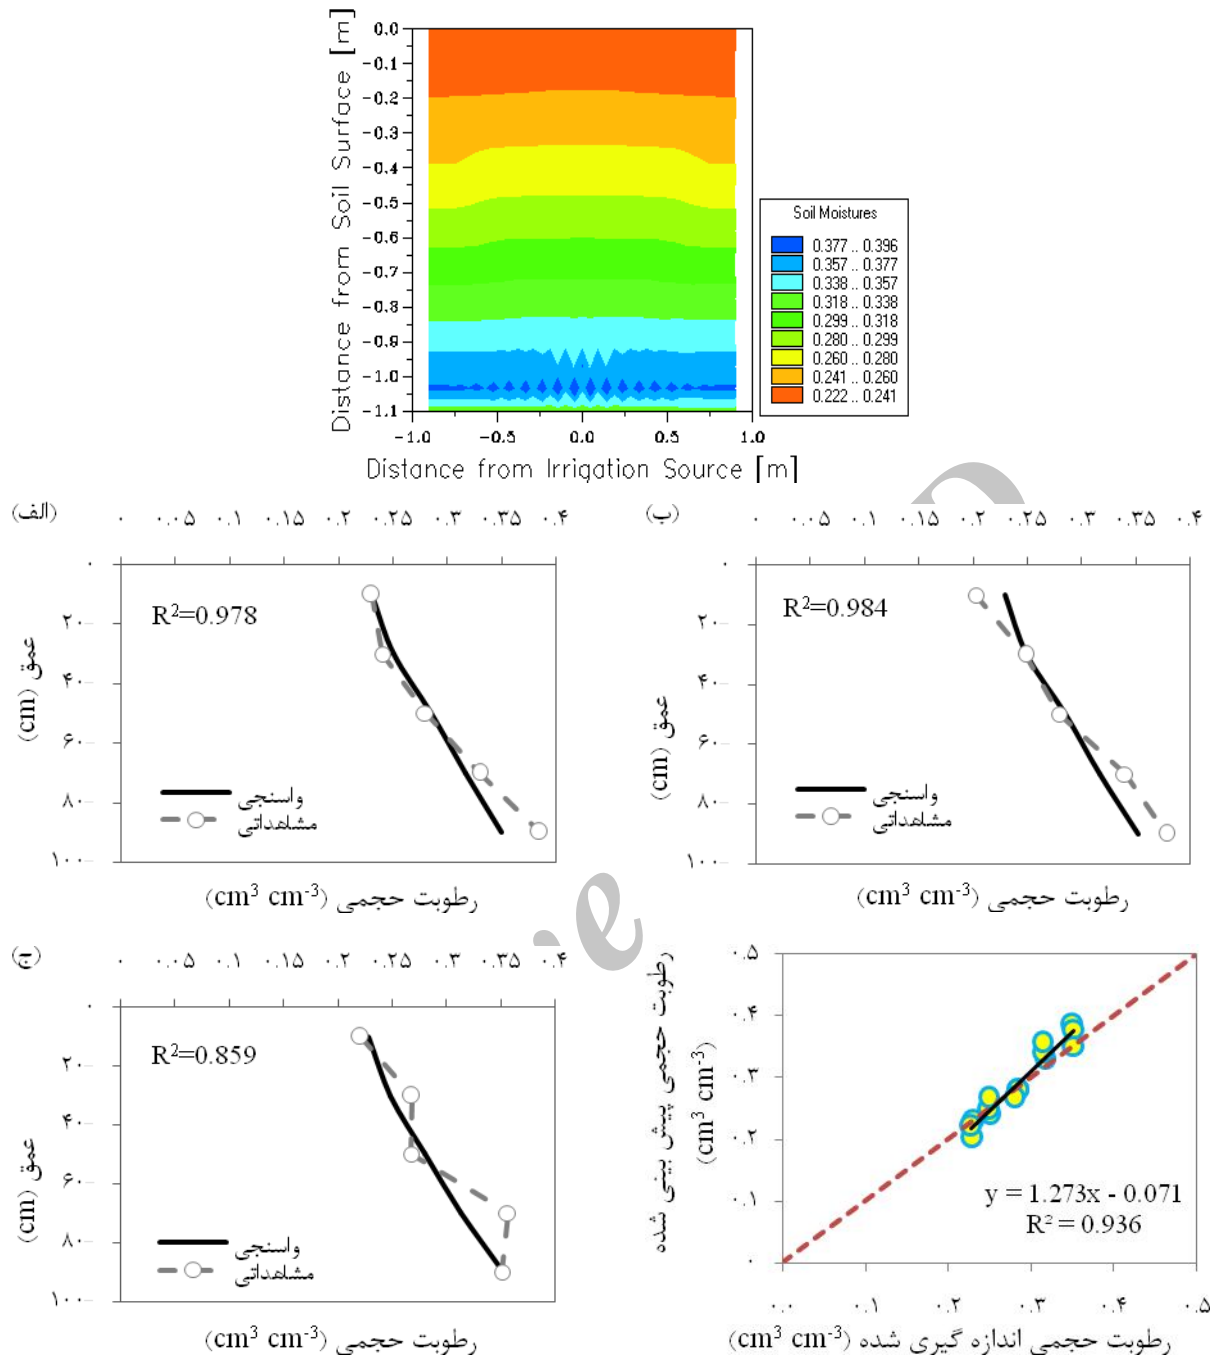 0.0
-0.1
-0.2
-0.3
-0.4
-0.5
-0.6
-0.7
-0.8
-0.9
-1.0
-1.1
Distance from Soil Surface [m]
-1.0 -0.5 0.0 0.5 1.0
Distance from Irrigation Source [m]
Soil Moistures
0.377 .. 0.396
0.357 .. 0.377
0.338 .. 0.357
0.318 .. 0.338
0.299 .. 0.318
0.280 .. 0.299
0.260 .. 0.280
0.241 .. 0.260
0.222 .. 0.241
(الف)
۰ ۰.۰۵ ۰.۱ ۰.۱۵ ۰.۲ ۰.۲۵ ۰.۳ ۰.۳۵ ۰.۴
۰
۲۰
۴۰
۶۰
۸۰
۱۰۰
عمق (cm)
R²=0.978
واسنجی
مشاهداتی
رطوبت حجمی (cm³ cm⁻³)
(ب)
۰ ۰.۰۵ ۰.۱ ۰.۱۵ ۰.۲ ۰.۲۵ ۰.۳ ۰.۳۵ ۰.۴
۰
۲۰
۴۰
۶۰
۸۰
۱۰۰
عمق (cm)
R²=0.984
واسنجی
مشاهداتی
رطوبت حجمی (cm³ cm⁻³)
(ج)
۰ ۰.۰۵ ۰.۱ ۰.۱۵ ۰.۲ ۰.۲۵ ۰.۳ ۰.۳۵ ۰.۴
۰
۲۰
۴۰
۶۰
۸۰
۱۰۰
عمق (cm)
R²=0.859
واسنجی
مشاهداتی
رطوبت حجمی (cm³ cm⁻³)
رطوبت حجمی پیش بینی شده
(cm³ cm⁻³)
۰.۵
۰.۴
۰.۳
۰.۲
۰.۱
۰
y = 1.273x - 0.071
R² = 0.936
۰.۰ ۰.۱ ۰.۲ ۰.۳ ۰.۴ ۰.۵
رطوبت حجمی اندازه گیری شده (cm³ cm⁻³)